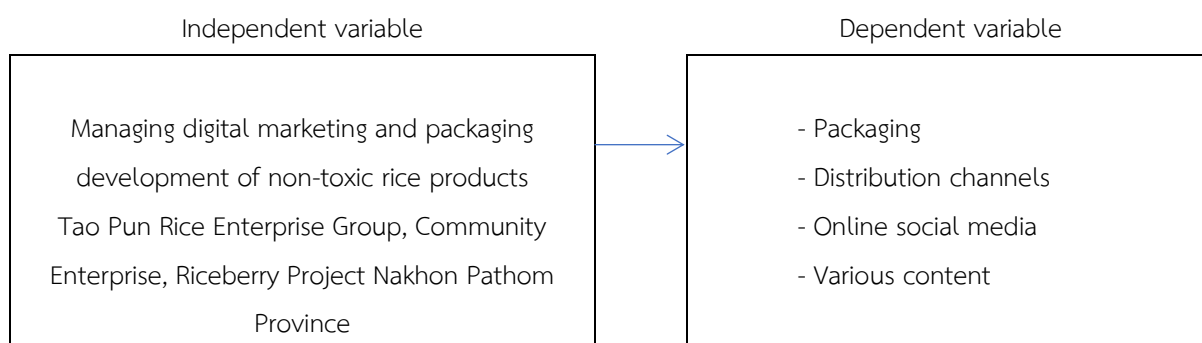 Independent variable
Dependent variable
Managing digital marketing and packaging
development of non-toxic rice products
Tao Pun Rice Enterprise Group, Community
Enterprise, Riceberry Project Nakhon Pathom
Province
- Packaging
- Distribution channels
- Online social media
- Various content